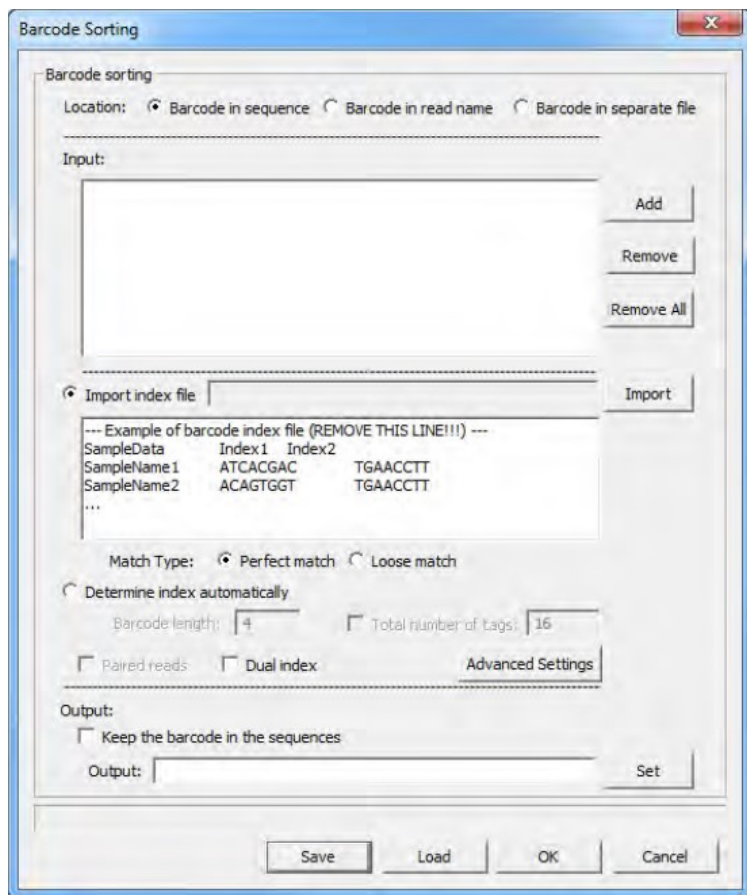 Barcode Sorting
x
Barcode sorting
Location: Barcode in sequence Barcode in read name Barcode in separate file
Input:
Add
Remove
Remove All
Import index file Import
--- Example of barcode index file (REMOVE THIS LINE!!!) ---
SampleData Index1 Index2
SampleName1 ATCACGAC TGAACCTT
SampleName2 ACAGTGGT TGAACCTT
...
Match Type: Perfect match Loose match
Determine index automatically
Barcode length: 4 Total number of tags: 16
Paired reads Dual index Advanced Settings
Output:
Keep the barcode in the sequences
Output: Set
Save Load OK Cancel